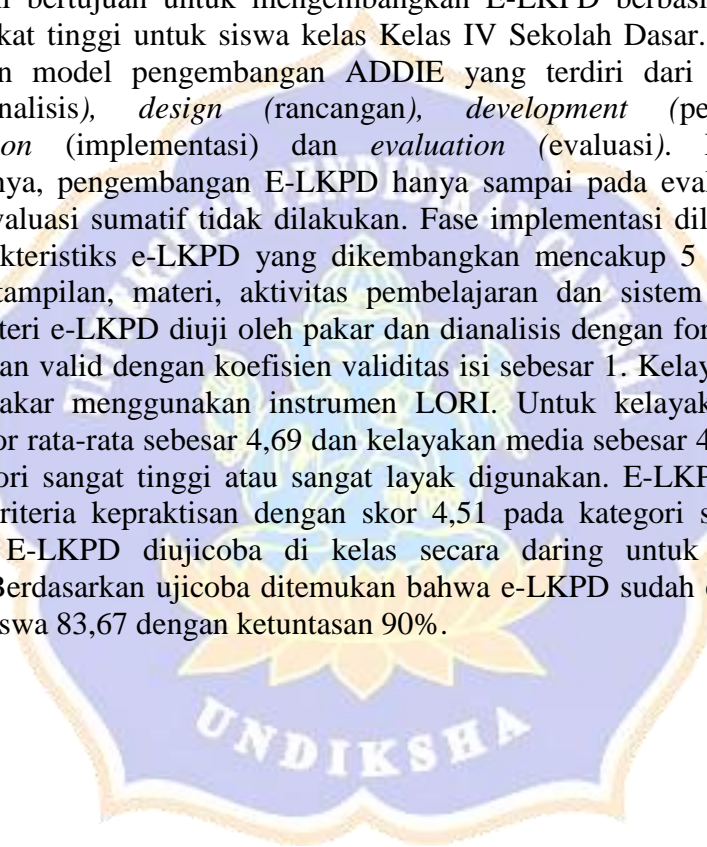 bertujuan untuk mengembangkan E-LKPD berbasi
kat tinggi untuk siswa kelas Kelas IV Sekolah Dasar.
n model pengembangan ADDIE yang terdiri dari
nalisis), design (rancangan), development (pe
on (implementasi) dan evaluation (evaluasi).
nya, pengembangan E-LKPD hanya sampai pada eval
valuasi sumatif tidak dilakukan. Fase implementasi dil
kteristiks e-LKPD yang dikembangkan mencakup 5
tampilan, materi, aktivitas pembelajaran dan sistem
teri e-LKPD diuji oleh pakar dan dianalisis dengan for
an valid dengan koefisien validitas isi sebesar 1. Kelay
akar menggunakan instrumen LORI. Untuk kelayak
or rata-rata sebesar 4,69 dan kelayakan media sebesar 4
ori sangat tinggi atau sangat layak digunakan. E-LKP
riteria kepraktisan dengan skor 4,51 pada kategori s
E-LKPD diujicoba di kelas secara daring untuk
Berdasarkan ujicoba ditemukan bahwa e-LKPD sudah
iswa 83,67 dengan ketuntasan 90%.
UNDIKSHA